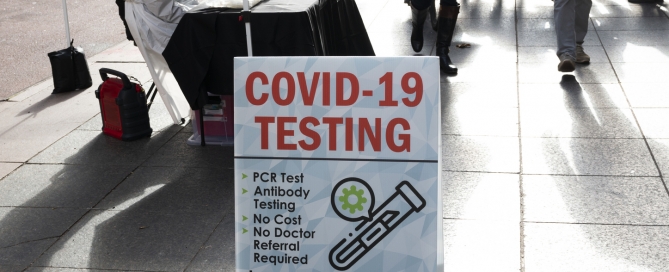 COVID-19
TESTING
PCR Test
Antibody
Testing
No Cost
No Doctor
Referral
Required